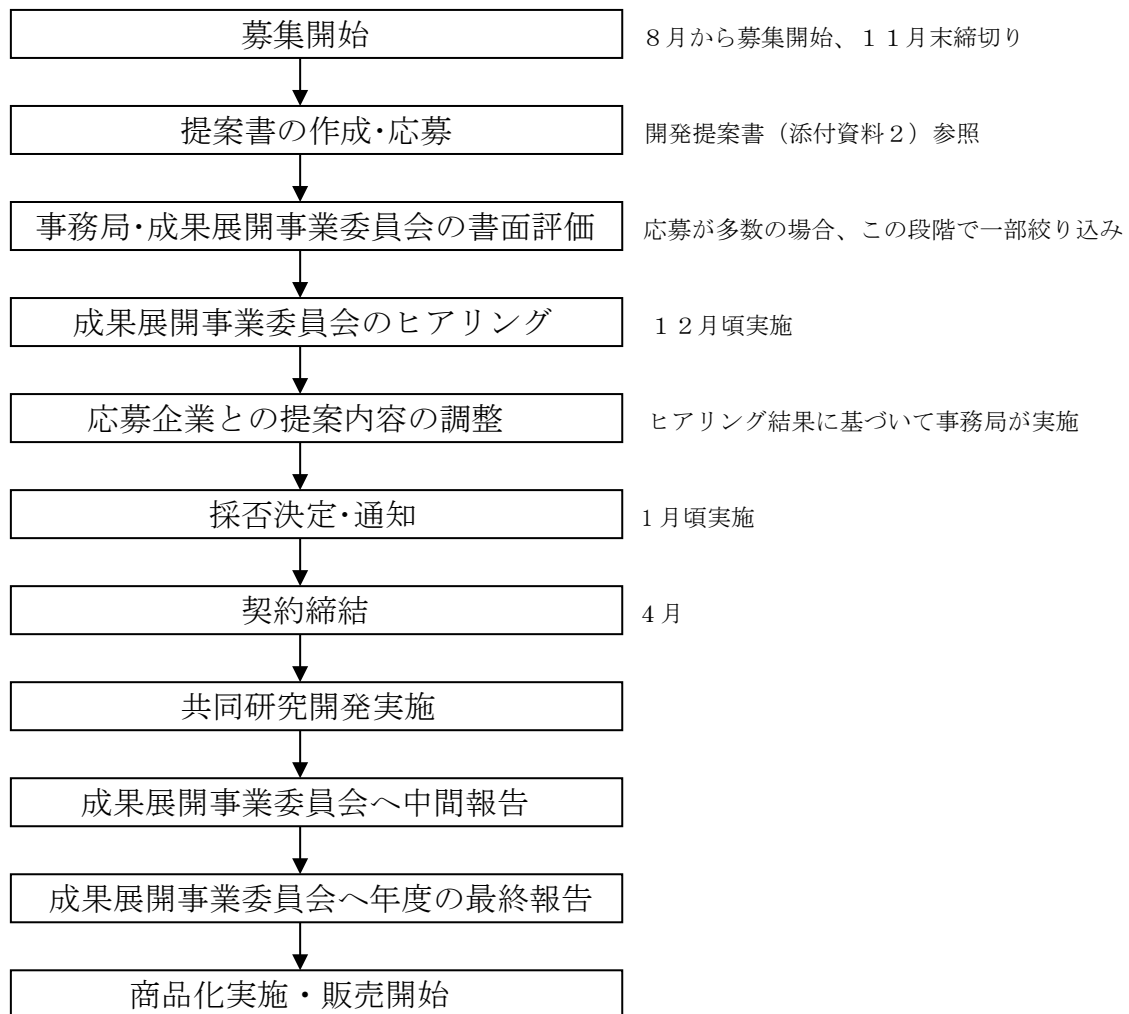 募集開始
８月から募集開始、１１月末締切り
提案書の作成･応募
開発提案書（添付資料２）参照
事務局･成果展開事業委員会の書面評価
応募が多数の場合、この段階で一部絞り込み
成果展開事業委員会のヒアリング
１２月頃実施
応募企業との提案内容の調整
ヒアリング結果に基づいて事務局が実施
採否決定･通知
1月頃実施
契約締結
4月
共同研究開発実施
成果展開事業委員会へ中間報告
成果展開事業委員会へ年度の最終報告
商品化実施・販売開始